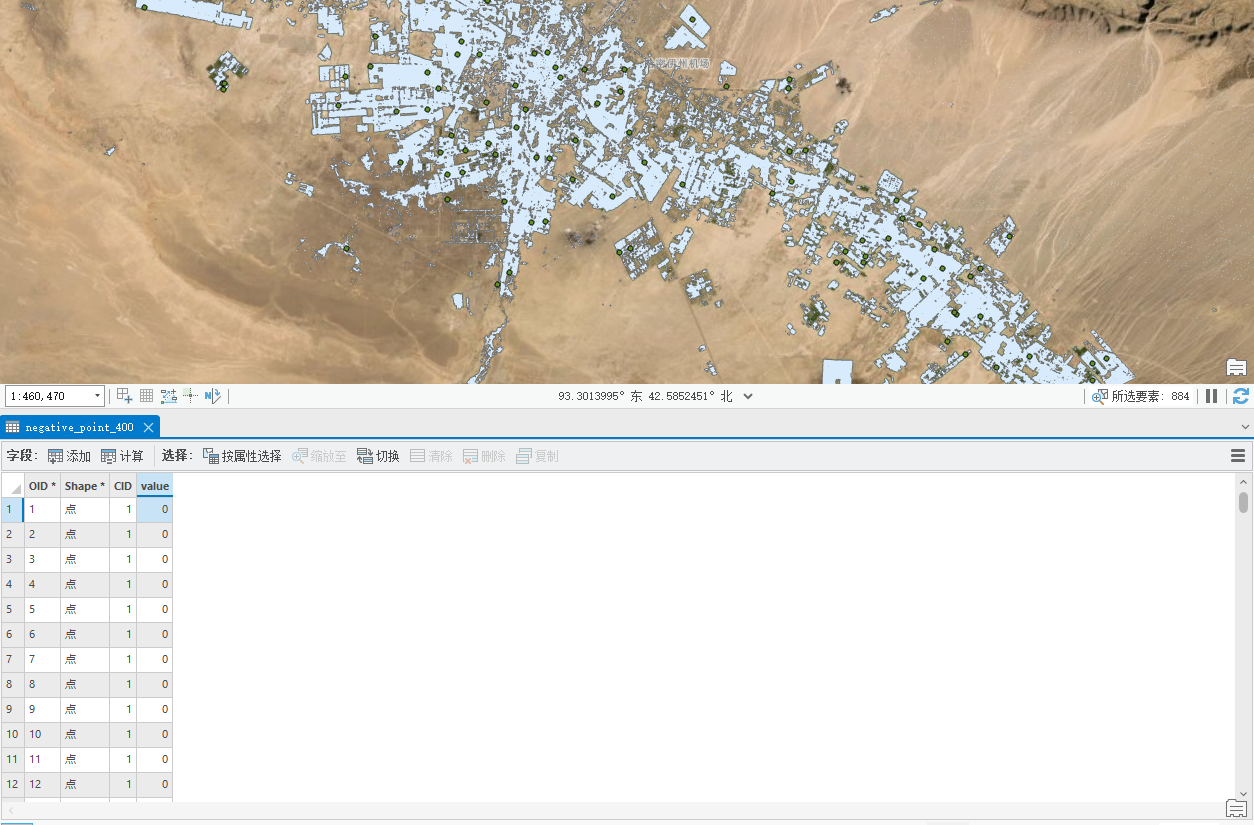 1:460,470
93.3013995° 东 42.5852451° 北
所选要素: 884
negative_point_400
字段: 添加 计算 选择: 按属性选择 缩放至 切换 清除 删除 复制
OID * Shape * CID value
1 1 点 1 0
2 2 点 1 0
3 3 点 1 0
4 4 点 1 0
5 5 点 1 0
6 6 点 1 0
7 7 点 1 0
8 8 点 1 0
9 9 点 1 0
10 10 点 1 0
11 11 点 1 0
12 12 点 1 0